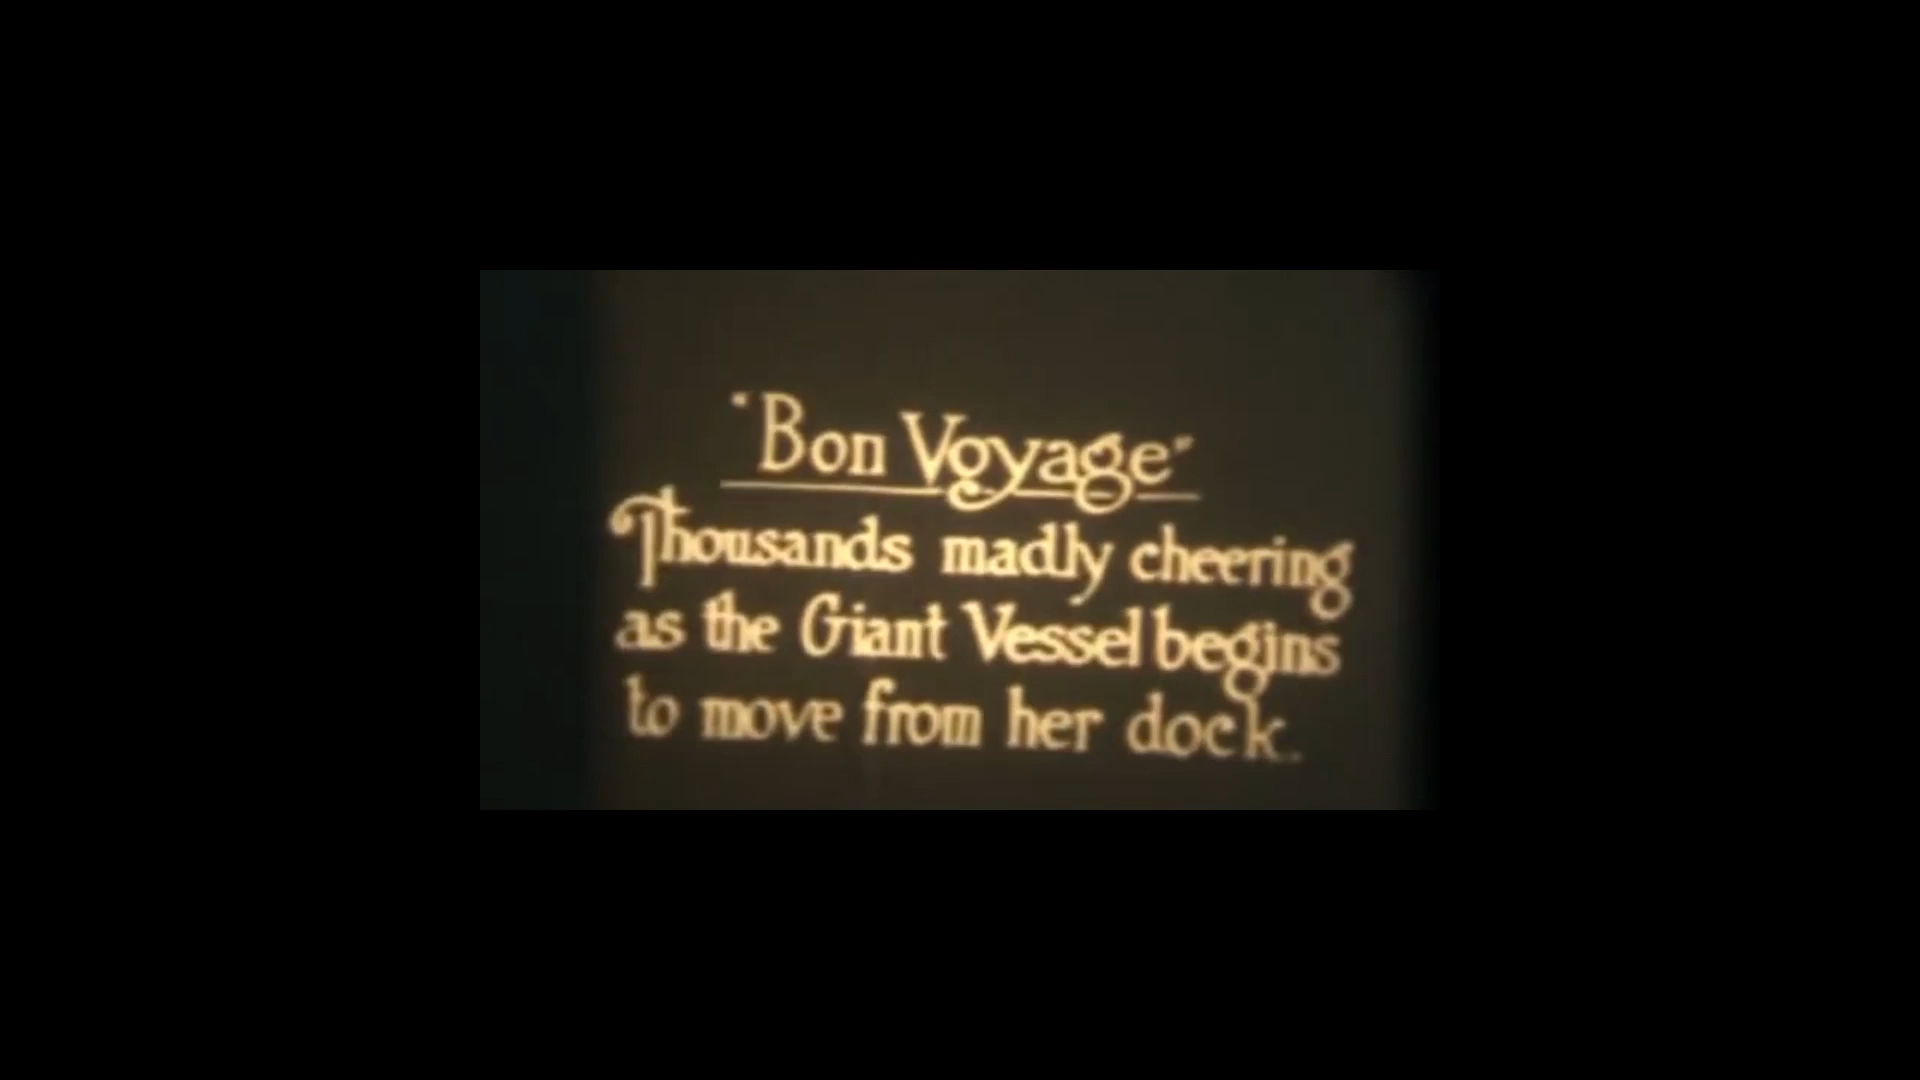 "Bon Voyage"
Thousands madly cheering
as the Giant Vessel begins
to move from her dock.